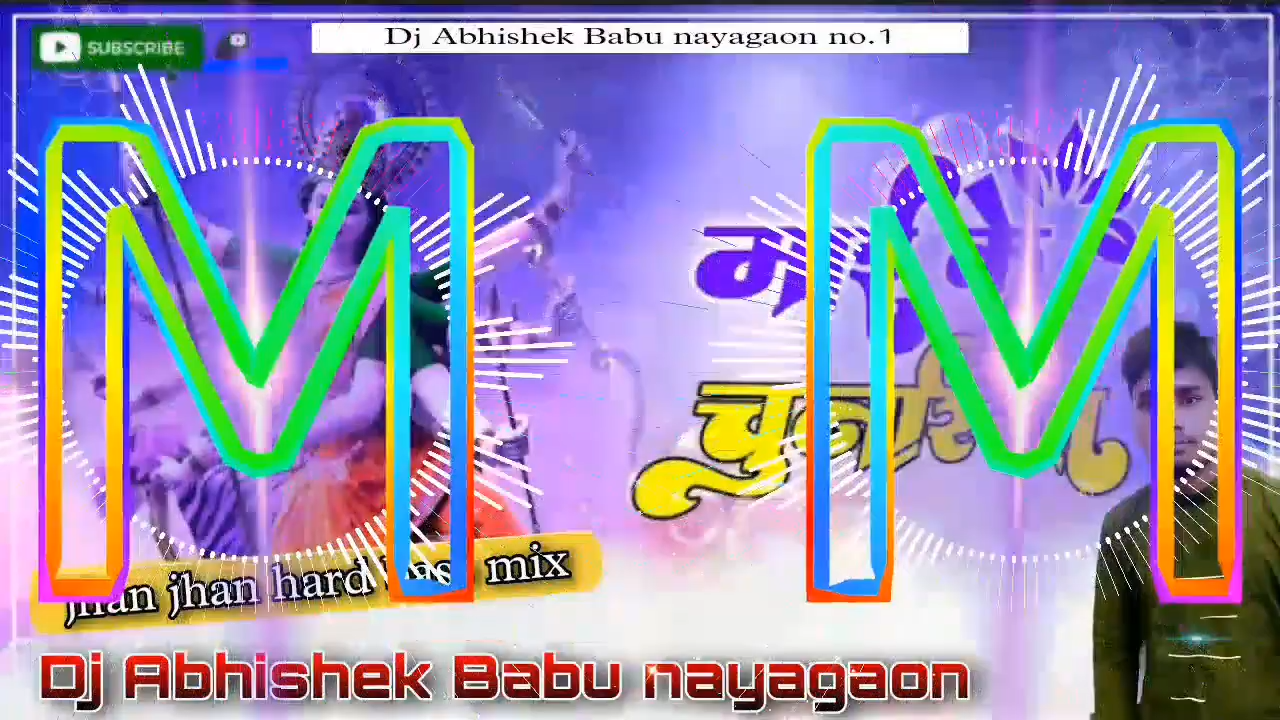 SUBSCRIBE
Dj Abhishek Babu nayagaon no.1
M M
jhan jhan hard mix
Dj Abhishek Babu nayagaon